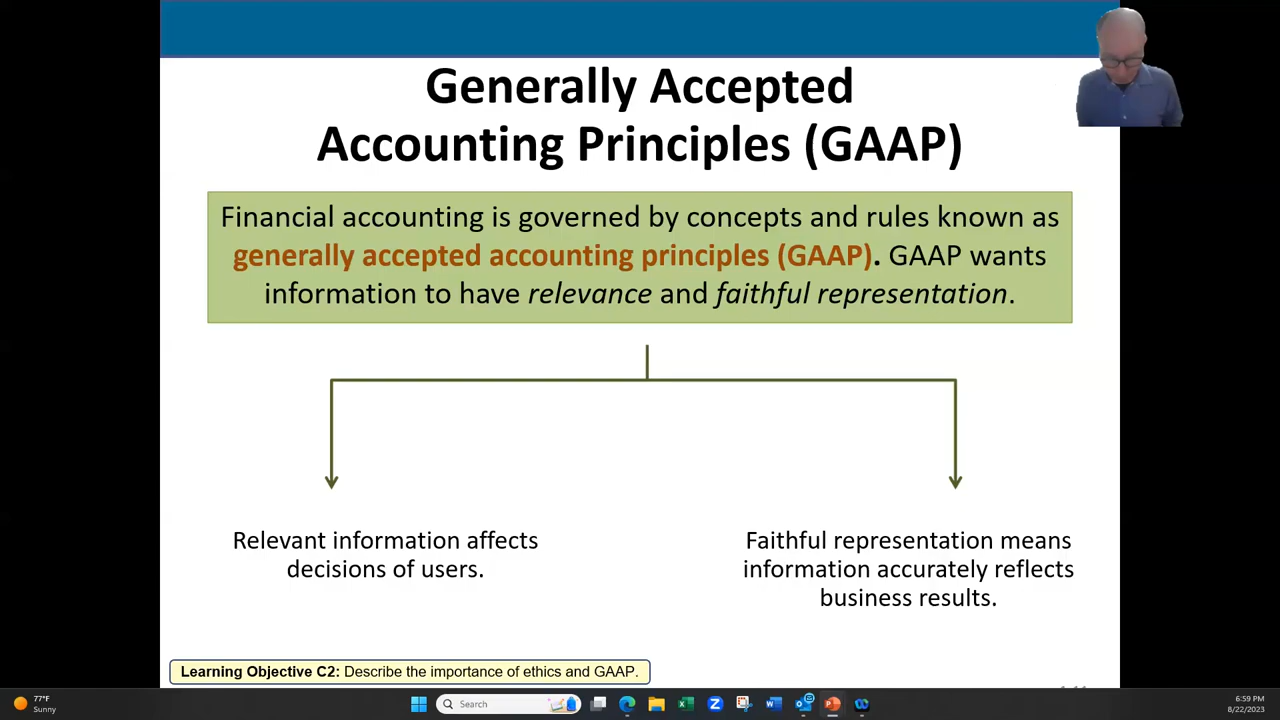 Generally Accepted
Accounting Principles (GAAP)
Financial accounting is governed by concepts and rules known as
generally accepted accounting principles (GAAP). GAAP wants
information to have relevance and faithful representation.
Relevant information affects
decisions of users.
Faithful representation means
information accurately reflects
business results.
Learning Objective C2: Describe the importance of ethics and GAAP.
77°F
Sunny
Search
6:59 PM
8/22/2023